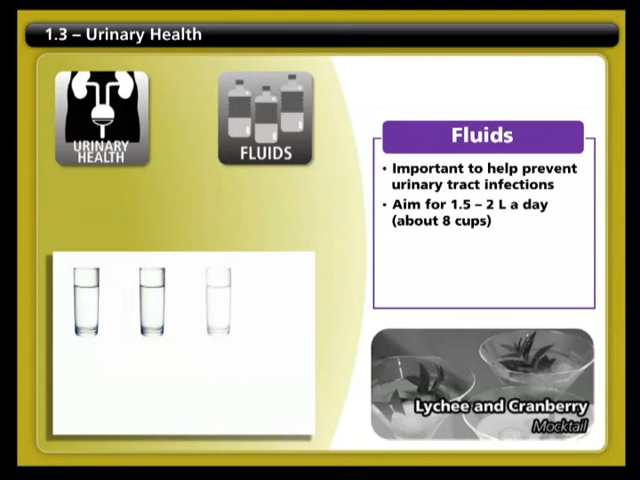 1.3 – Urinary Health
URINARY
HEALTH
FLUIDS
Fluids
• Important to help prevent
urinary tract infections
• Aim for 1.5 – 2 L a day
(about 8 cups)
Lychee and Cranberry
Mocktail